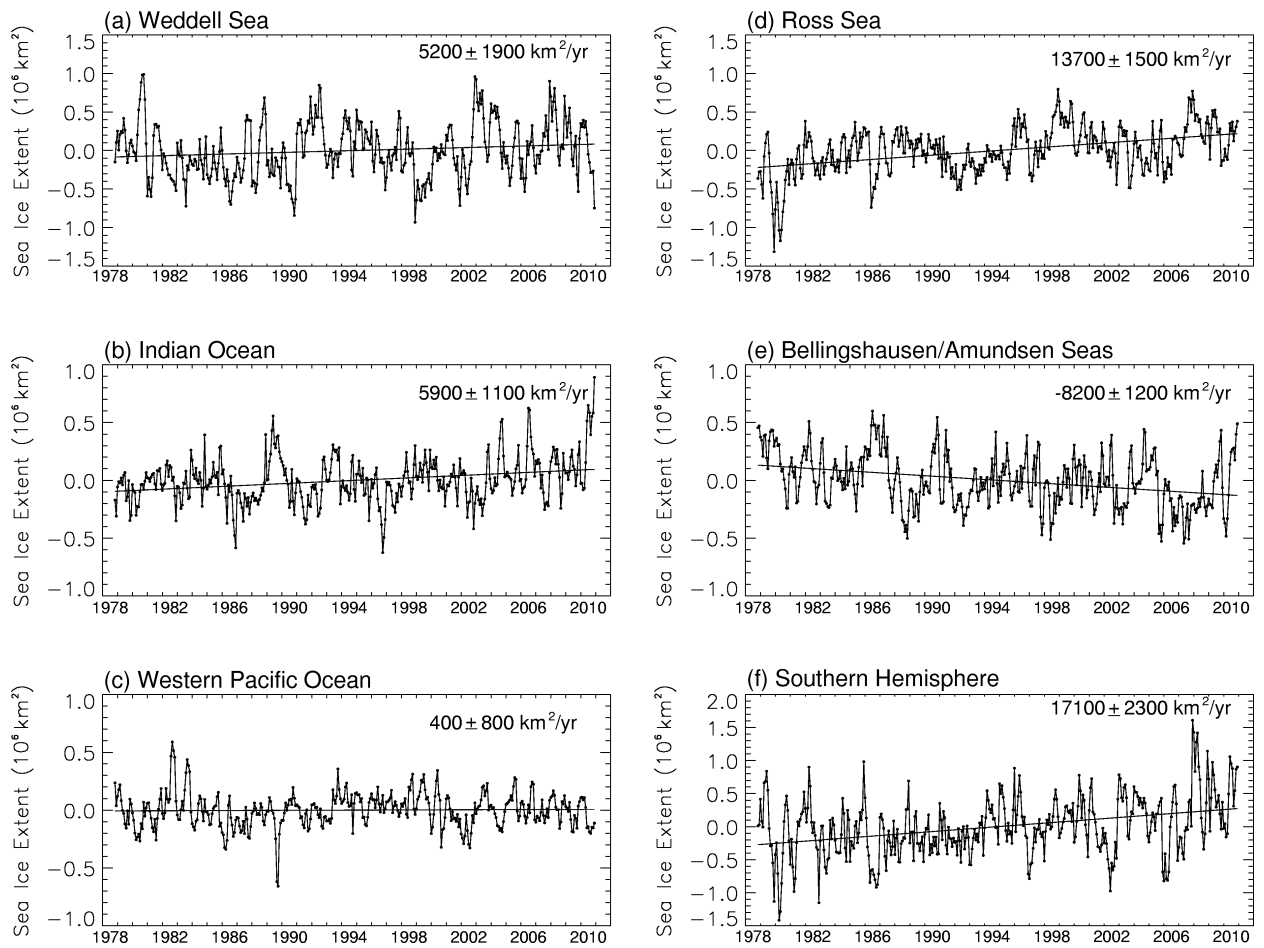 (a) Weddell Sea
5200 ± 1900 km²/yr
Sea Ice Extent (10⁶ km²)
1.5
1.0
0.5
0.0
−0.5
−1.0
−1.5
1978 1982 1986 1990 1994 1998 2002 2006 2010
(d) Ross Sea
13700 ± 1500 km²/yr
Sea Ice Extent (10⁶ km²)
1.5
1.0
0.5
0.0
−0.5
−1.0
−1.5
1978 1982 1986 1990 1994 1998 2002 2006 2010
(b) Indian Ocean
5900 ± 1100 km²/yr
Sea Ice Extent (10⁶ km²)
1.0
0.5
0.0
−0.5
−1.0
1978 1982 1986 1990 1994 1998 2002 2006 2010
(e) Bellingshausen/Amundsen Seas
-8200 ± 1200 km²/yr
Sea Ice Extent (10⁶ km²)
1.0
0.5
0.0
−0.5
−1.0
1978 1982 1986 1990 1994 1998 2002 2006 2010
(c) Western Pacific Ocean
400 ± 800 km²/yr
Sea Ice Extent (10⁶ km²)
1.0
0.5
0.0
−0.5
−1.0
1978 1982 1986 1990 1994 1998 2002 2006 2010
(f) Southern Hemisphere
17100 ± 2300 km²/yr
Sea Ice Extent (10⁶ km²)
2.0
1.5
1.0
0.5
0.0
−0.5
−1.0
−1.5
1978 1982 1986 1990 1994 1998 2002 2006 2010